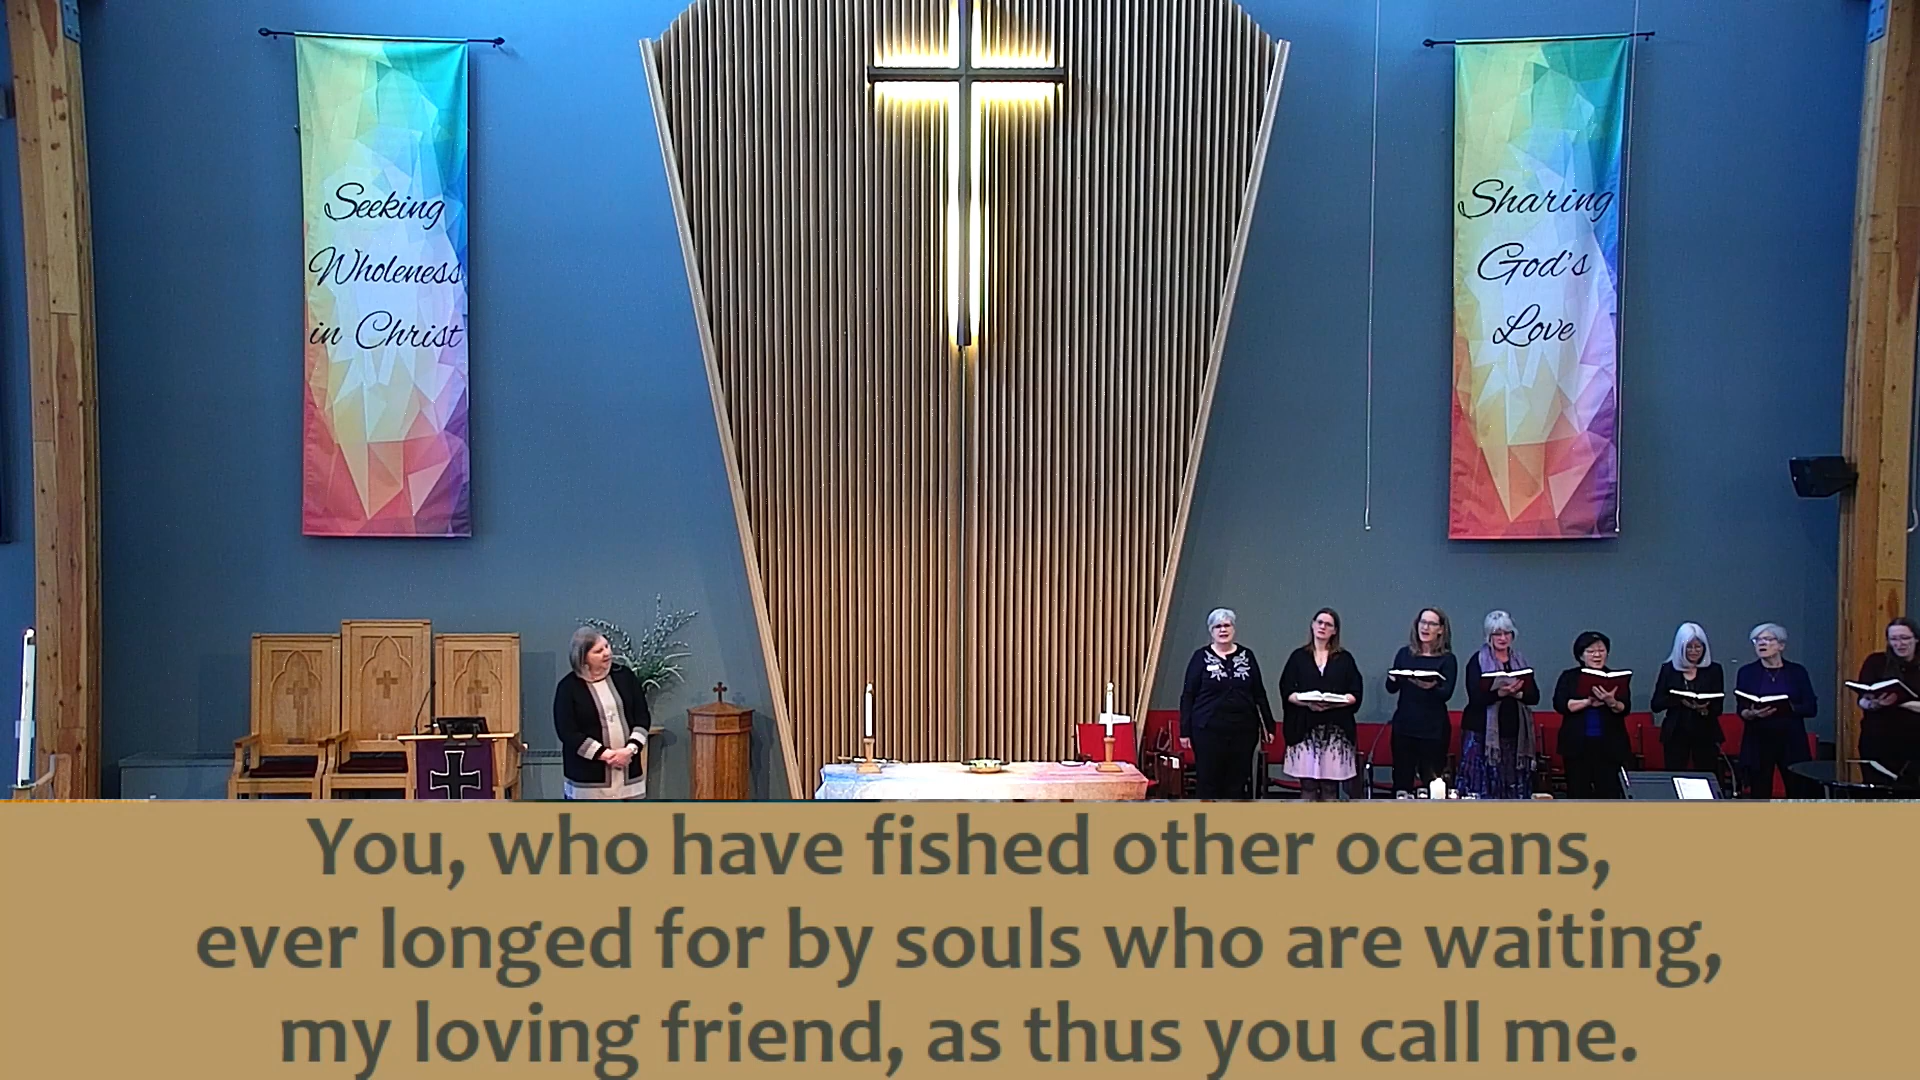 Seeking
Wholeness
in Christ
Sharing
God's
Love
You, who have fished other oceans,
ever longed for by souls who are waiting,
my loving friend, as thus you call me.